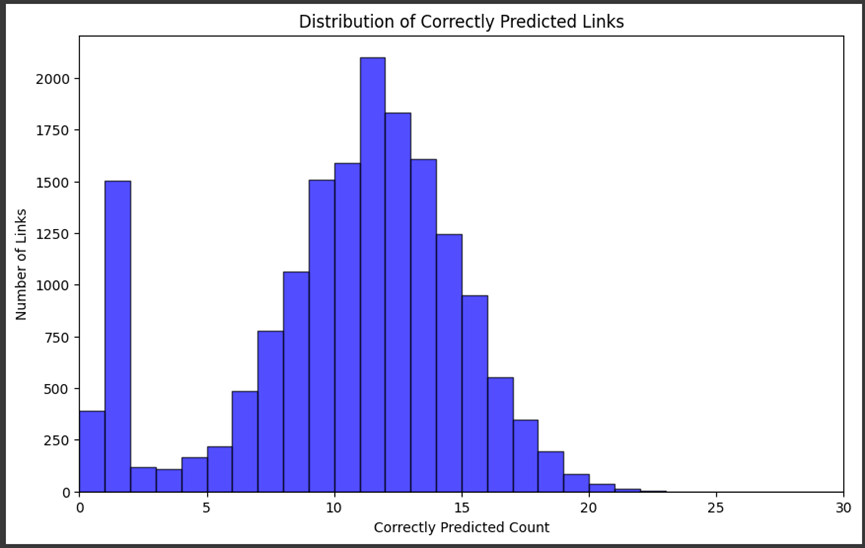 Distribution of Correctly Predicted Links
Number of Links
2000
1750
1500
1250
1000
750
500
250
0
0 5 10 15 20 25 30
Correctly Predicted Count